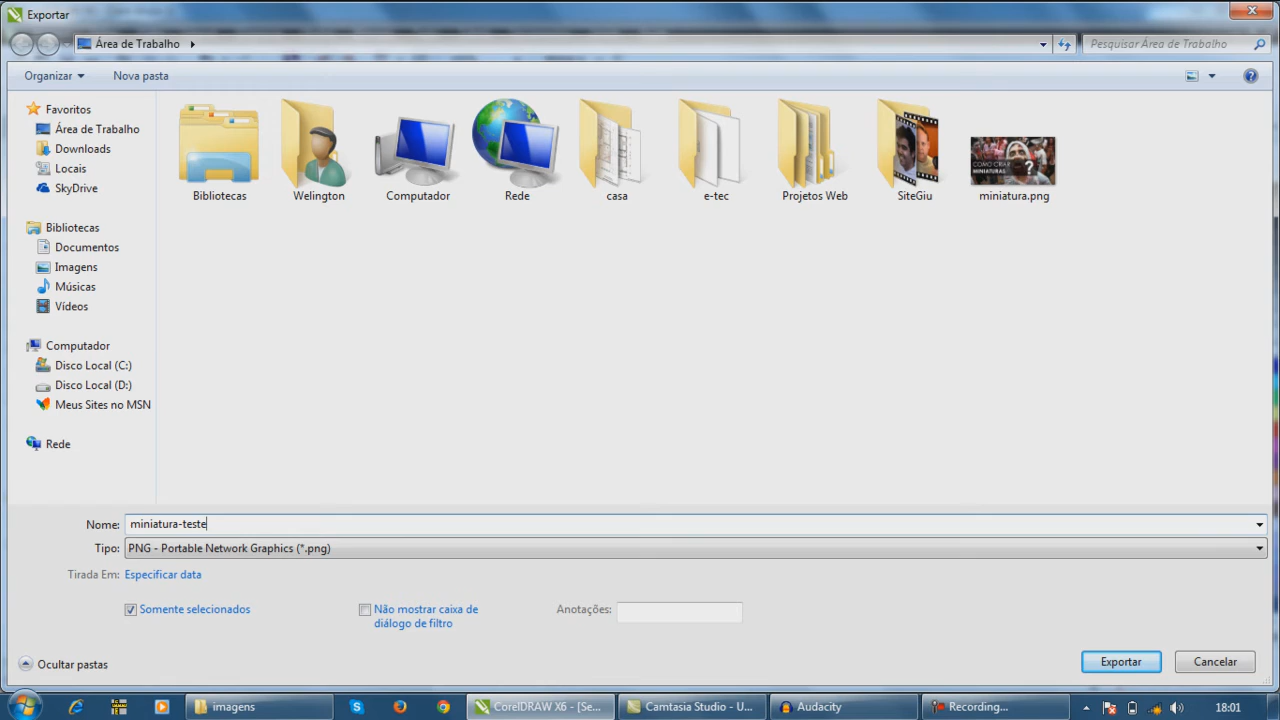 Exportar
Área de Trabalho
Pesquisar Área de Trabalho
Organizar
Nova pasta
Favoritos
Área de Trabalho
Downloads
Locais
SkyDrive
Bibliotecas
Documentos
Imagens
Músicas
Vídeos
Computador
Disco Local (C:)
Disco Local (D:)
Meus Sites no MSN
Rede
Bibliotecas
Welington
Computador
Rede
casa
e-tec
Projetos Web
SiteGiu
COMO CRIAR
MINIATURAS
?
miniatura.png
Nome: miniatura-teste
Tipo: PNG - Portable Network Graphics (*.png)
Tirada Em: Especificar data
Somente selecionados
Não mostrar caixa de
diálogo de filtro
Anotações:
Ocultar pastas
Exportar
Cancelar
imagens
CorelDRAW X6 - [Se...
Camtasia Studio - U...
Audacity
Recording...
18:01